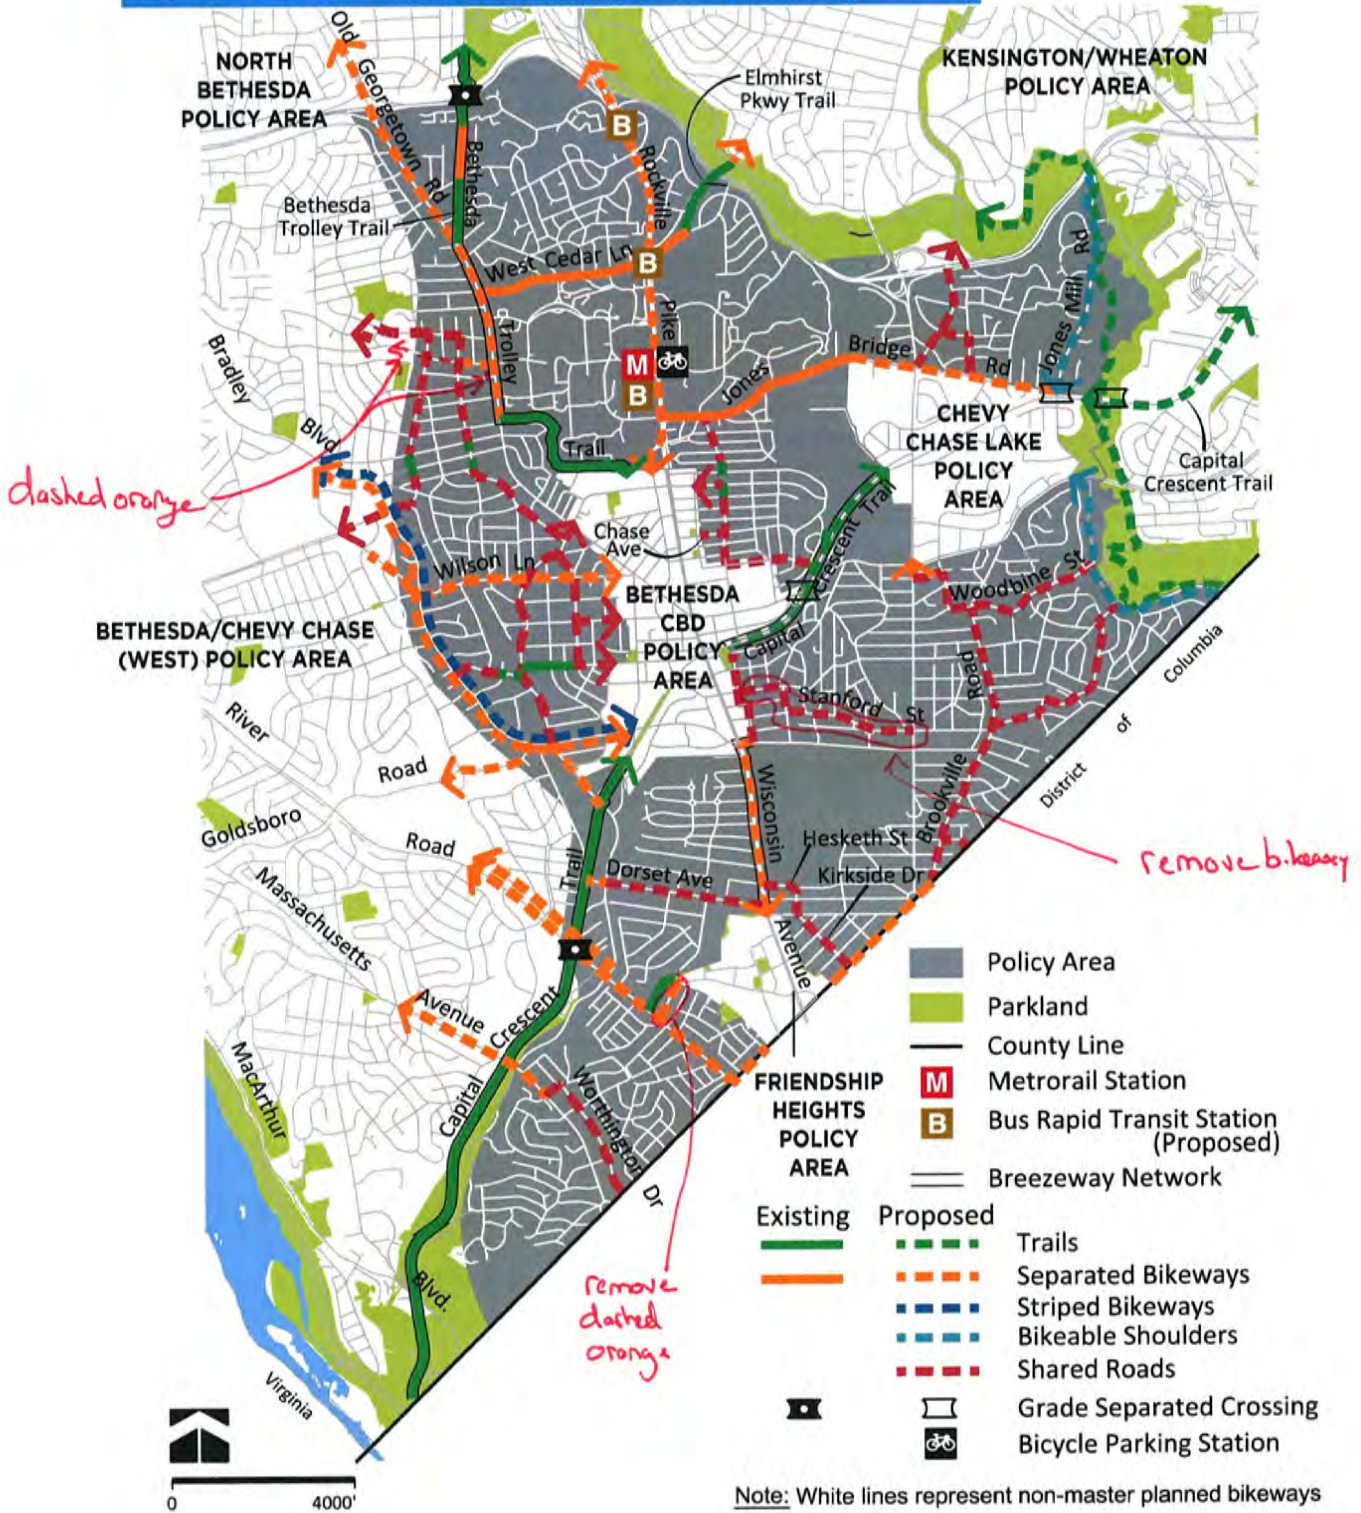 Old
Georgetown
Rd
NORTH
BETHESDA
POLICY AREA
KENSINGTON/WHEATON
POLICY AREA
Elmhirst
Pkwy Trail
B
Rockville
Bethesda
Bethesda
Trolley Trail
West Cedar Ln
B
Pike
Trolley
M
B
Jones
Bridge
Rd
Jones
Mill
Rd
Bradley
Blvd
Trail
CHEVY
CHASE LAKE
POLICY
AREA
Capital
Crescent Trail
dashed orange
Chase
Ave
Crescent Trail
Wilson Ln
Woodbine St
BETHESDA
CBD
POLICY
AREA
Capital
BETHESDA/CHEVY CHASE
(WEST) POLICY AREA
Stanford St
Road
Columbia
of
District
River
Road
Goldsboro
Road
Wisconsin
Brookville
Hesketh St
Kirkside Dr
remove bikeway
Massachusetts
Avenue
Trail
Dorset Ave
Avenue
Crescent
Capital
MacArthur
Blvd.
Worthington
Dr
FRIENDSHIP
HEIGHTS
POLICY
AREA
remove
dashed
orange
Virginia
0 4000'
Policy Area
Parkland
County Line
M Metrorail Station
B Bus Rapid Transit Station
(Proposed)
Breezeway Network
Existing Proposed
Trails
Separated Bikeways
Striped Bikeways
Bikeable Shoulders
Shared Roads
Grade Separated Crossing
Bicycle Parking Station
Note: White lines represent non-master planned bikeways